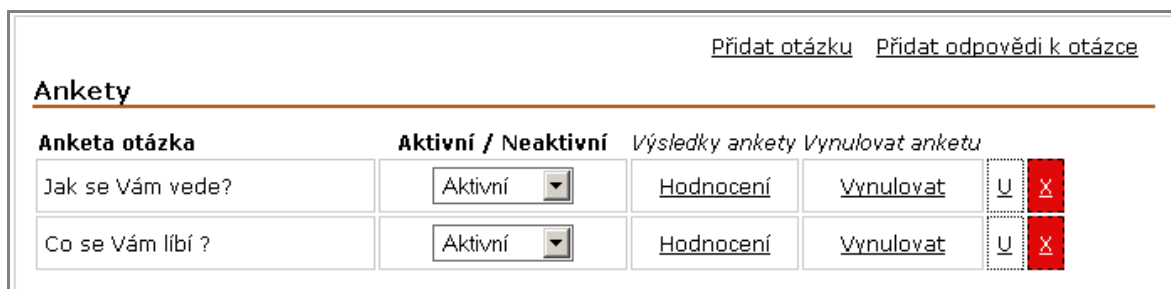 Přidat otázku Přidat odpovědi k otázce
Ankety
Anketa otázka Aktivní / Neaktivní Výsledky ankety Vynulovat anketu
Jak se Vám vede? Aktivní Hodnocení Vynulovat U X
Co se Vám líbí ? Aktivní Hodnocení Vynulovat U X